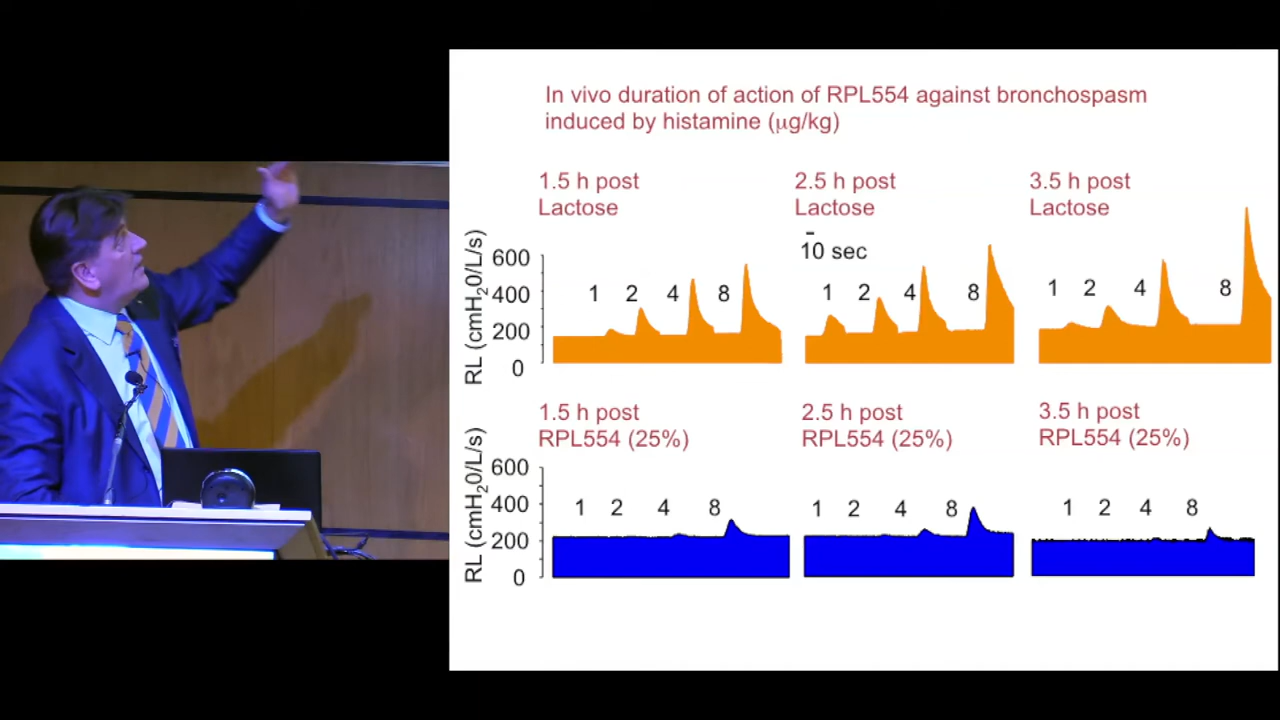 In vivo duration of action of RPL554 against bronchospasm
induced by histamine (μg/kg)
1.5 h post
Lactose
2.5 h post
Lactose
3.5 h post
Lactose
10 sec
RL (cmH₂0/L/s)
600
400
200
0
1 2 4 8
1 2 4 8
1 2 4 8
1.5 h post
RPL554 (25%)
2.5 h post
RPL554 (25%)
3.5 h post
RPL554 (25%)
RL (cmH₂0/L/s)
600
400
200
0
1 2 4 8
1 2 4 8
1 2 4 8